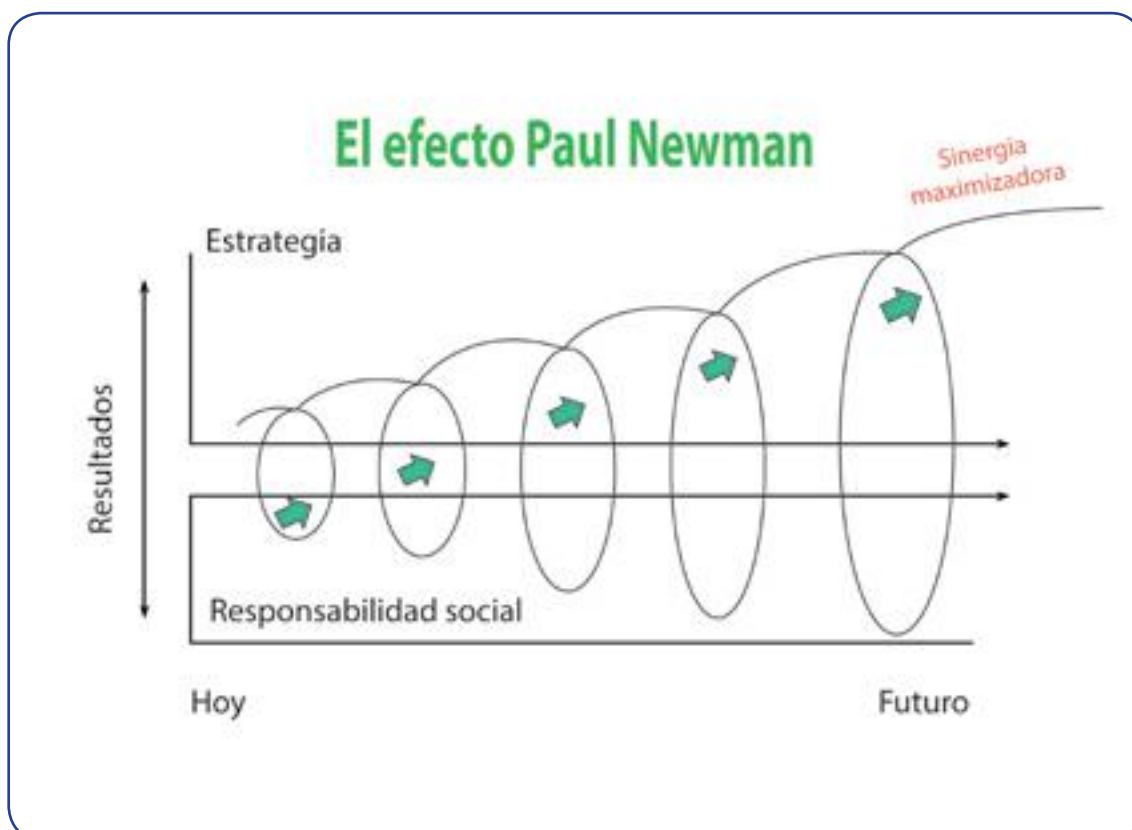 El efecto Paul Newman
Sinergia
maximizadora
Estrategia
Resultados
Responsabilidad social
Hoy
Futuro